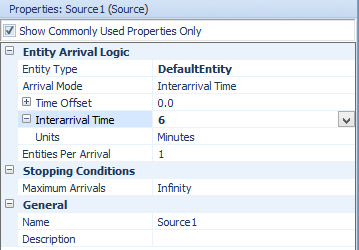 Properties: Source1 (Source)
Show Commonly Used Properties Only
Entity Arrival Logic
Entity Type DefaultEntity
Arrival Mode Interarrival Time
Time Offset 0.0
Interarrival Time 6
Units Minutes
Entities Per Arrival 1
Stopping Conditions
Maximum Arrivals Infinity
General
Name Source1
Description